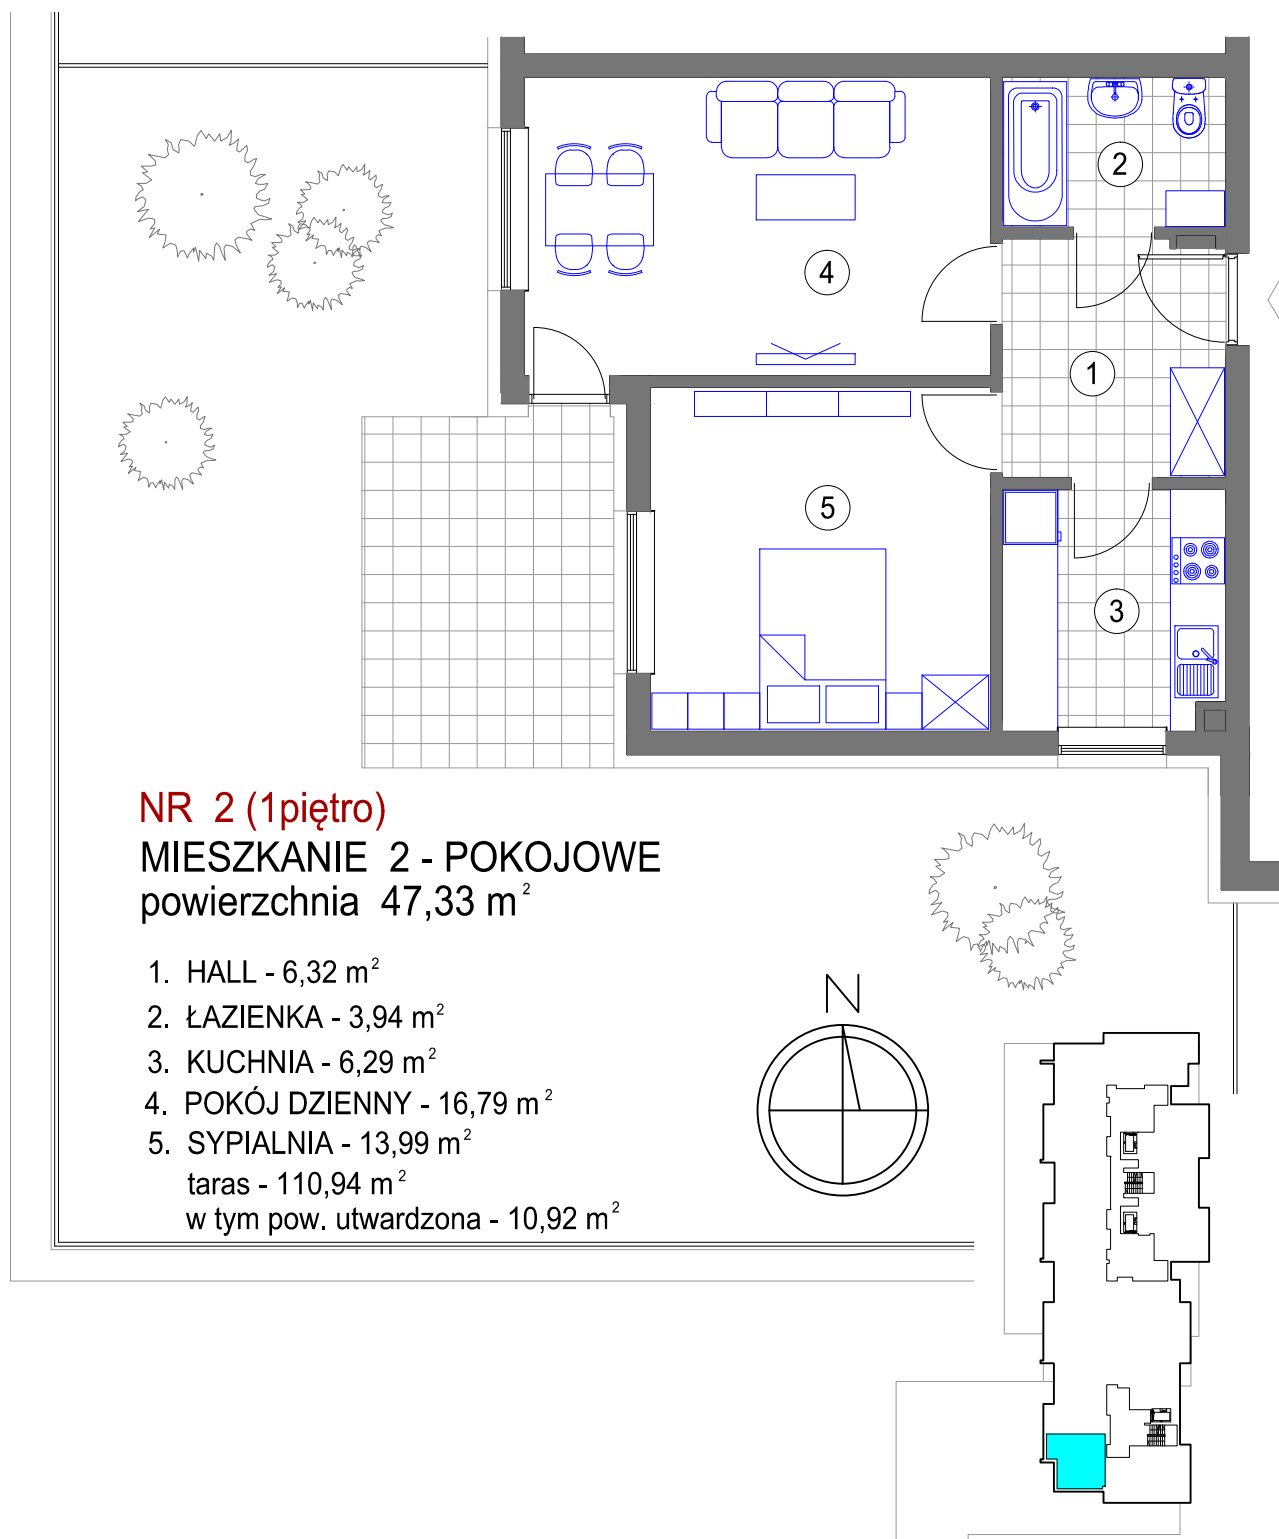 2
4
1
5
3
NR 2 (1piętro)
MIESZKANIE 2 - POKOJOWE
powierzchnia 47,33 m²
1. HALL - 6,32 m²
2. ŁAZIENKA - 3,94 m²
3. KUCHNIA - 6,29 m²
4. POKÓJ DZIENNY - 16,79 m²
5. SYPIALNIA - 13,99 m²
taras - 110,94 m²
w tym pow. utwardzona - 10,92 m²
N